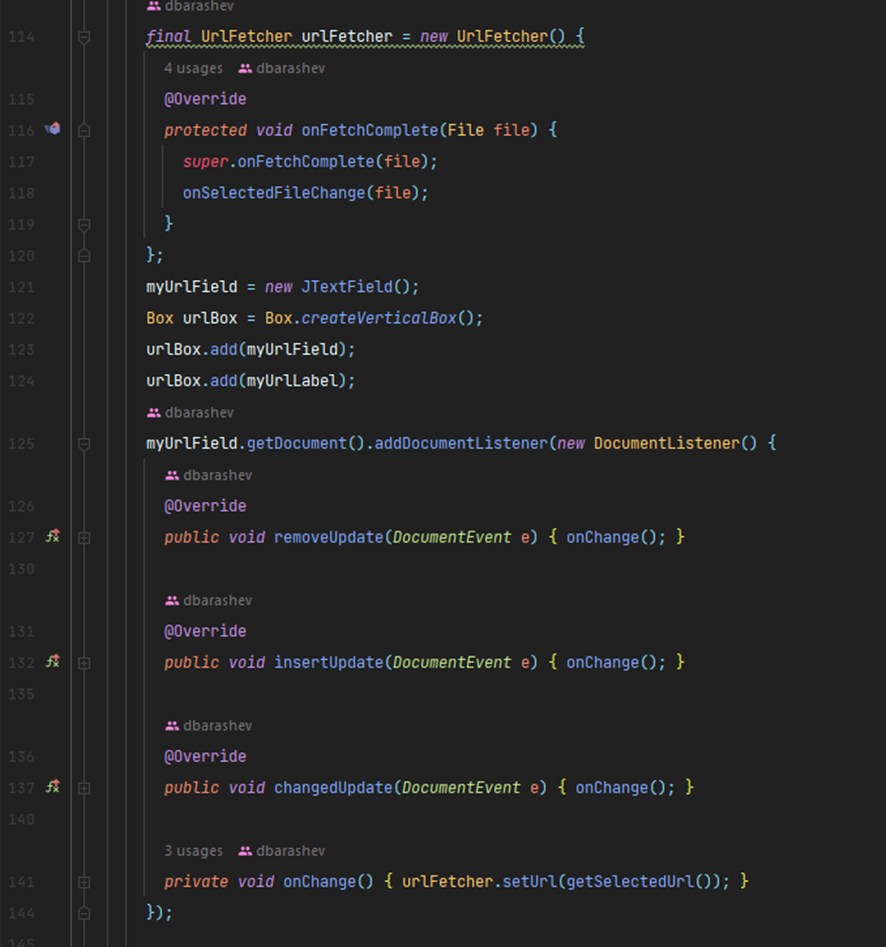 dbarashev
114 final UrlFetcher urlFetcher = new UrlFetcher() {
4 usages dbarashev
115 @Override
116 protected void onFetchComplete(File file) {
117 super.onFetchComplete(file);
118 onSelectedFileChange(file);
119 }
120 };
121 myUrlField = new JTextField();
122 Box urlBox = Box.createVerticalBox();
123 urlBox.add(myUrlField);
124 urlBox.add(myUrlLabel);
dbarashev
125 myUrlField.getDocument().addDocumentListener(new DocumentListener() {
dbarashev
126 @Override
127 public void removeUpdate(DocumentEvent e) { onChange(); }
130
dbarashev
131 @Override
132 public void insertUpdate(DocumentEvent e) { onChange(); }
135
dbarashev
136 @Override
137 public void changedUpdate(DocumentEvent e) { onChange(); }
140
3 usages dbarashev
141 private void onChange() { urlFetcher.setUrl(getSelectedUrl()); }
144 });
145